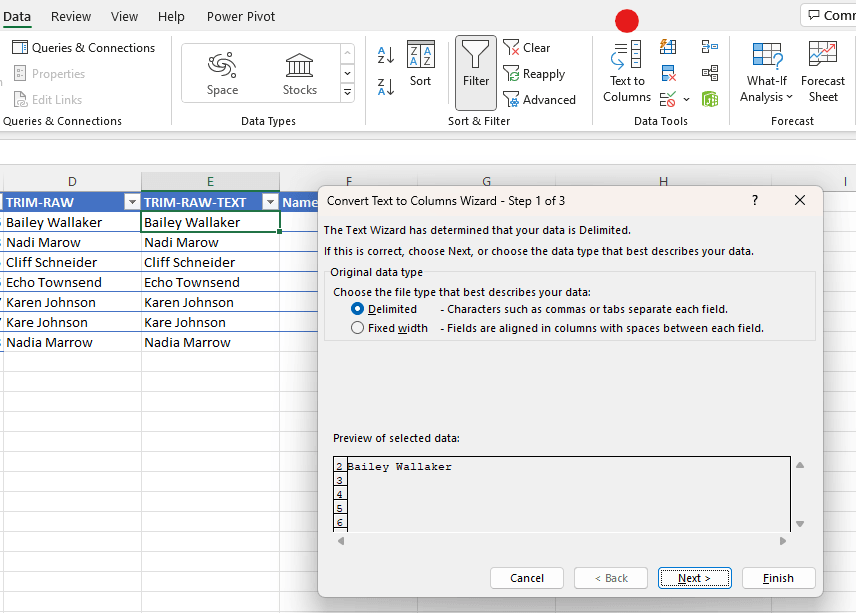 Data Review View Help Power Pivot Comm
Queries & Connections
Properties
Edit Links
Queries & Connections
Space
Stocks
Data Types
A Z
Z A
Z A A Z
Sort
Filter
Clear
Reapply
Advanced
Sort & Filter
Text to
Columns
Data Tools
What-If
Analysis
Forecast
Sheet
Forecast
D E F G H I
TRIM-RAW TRIM-RAW-TEXT Name
Bailey Wallaker Bailey Wallaker
Nadi Marow Nadi Marow
Cliff Schneider Cliff Schneider
Echo Townsend Echo Townsend
Karen Johnson Karen Johnson
Kare Johnson Kare Johnson
Nadia Marrow Nadia Marrow
Convert Text to Columns Wizard - Step 1 of 3 ?
The Text Wizard has determined that your data is Delimited.
If this is correct, choose Next, or choose the data type that best describes your data.
Original data type
Choose the file type that best describes your data:
Delimited - Characters such as commas or tabs separate each field.
Fixed width - Fields are aligned in columns with spaces between each field.
Preview of selected data:
2 Bailey Wallaker
3
4
5
6
Cancel < Back Next > Finish